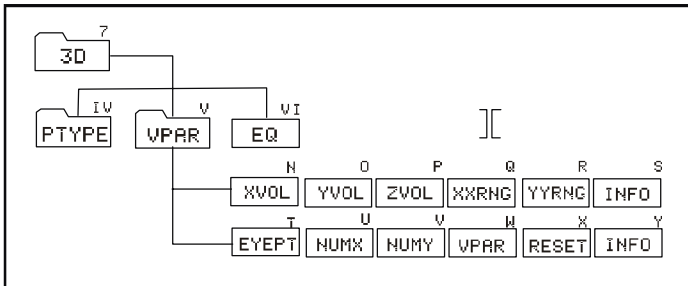 7
3D
IV V VI
PTYPE VPAR EQ
N O P Q R S
XVOL YVOL ZVOL XXRNG YYRNG INFO
T U V W X Y
EYEPT NUMX NUMY VPAR RESET INFO